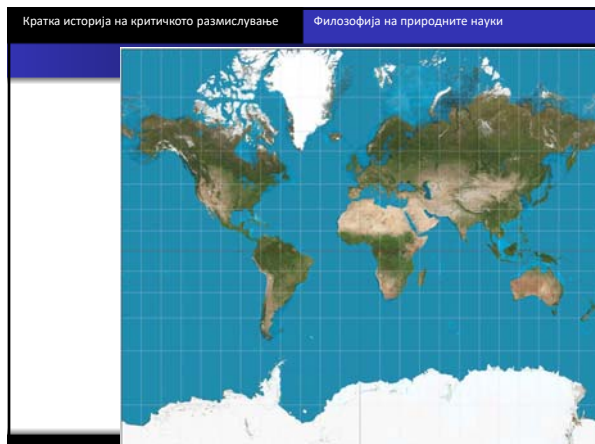 Кратка историја на критичкото размислување
Филозофија на природните науки